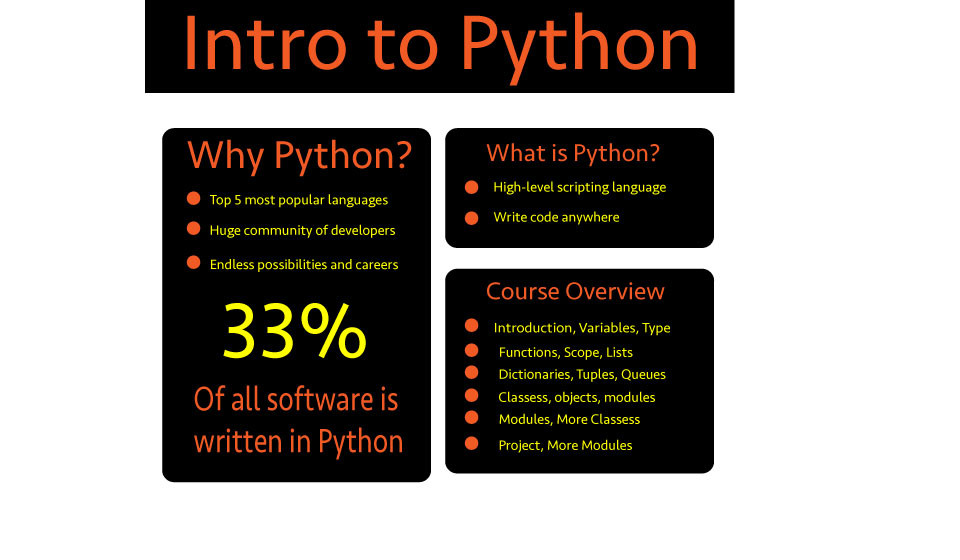 Intro to Python
Why Python?
Top 5 most popular languages
Huge community of developers
Endless possibilities and careers
33%
Of all software is
written in Python
What is Python?
High-level scripting language
Write code anywhere
Course Overview
Introduction, Variables, Type
Functions, Scope, Lists
Dictionaries, Tuples, Queues
Classess, objects, modules
Modules, More Classess
Project, More Modules